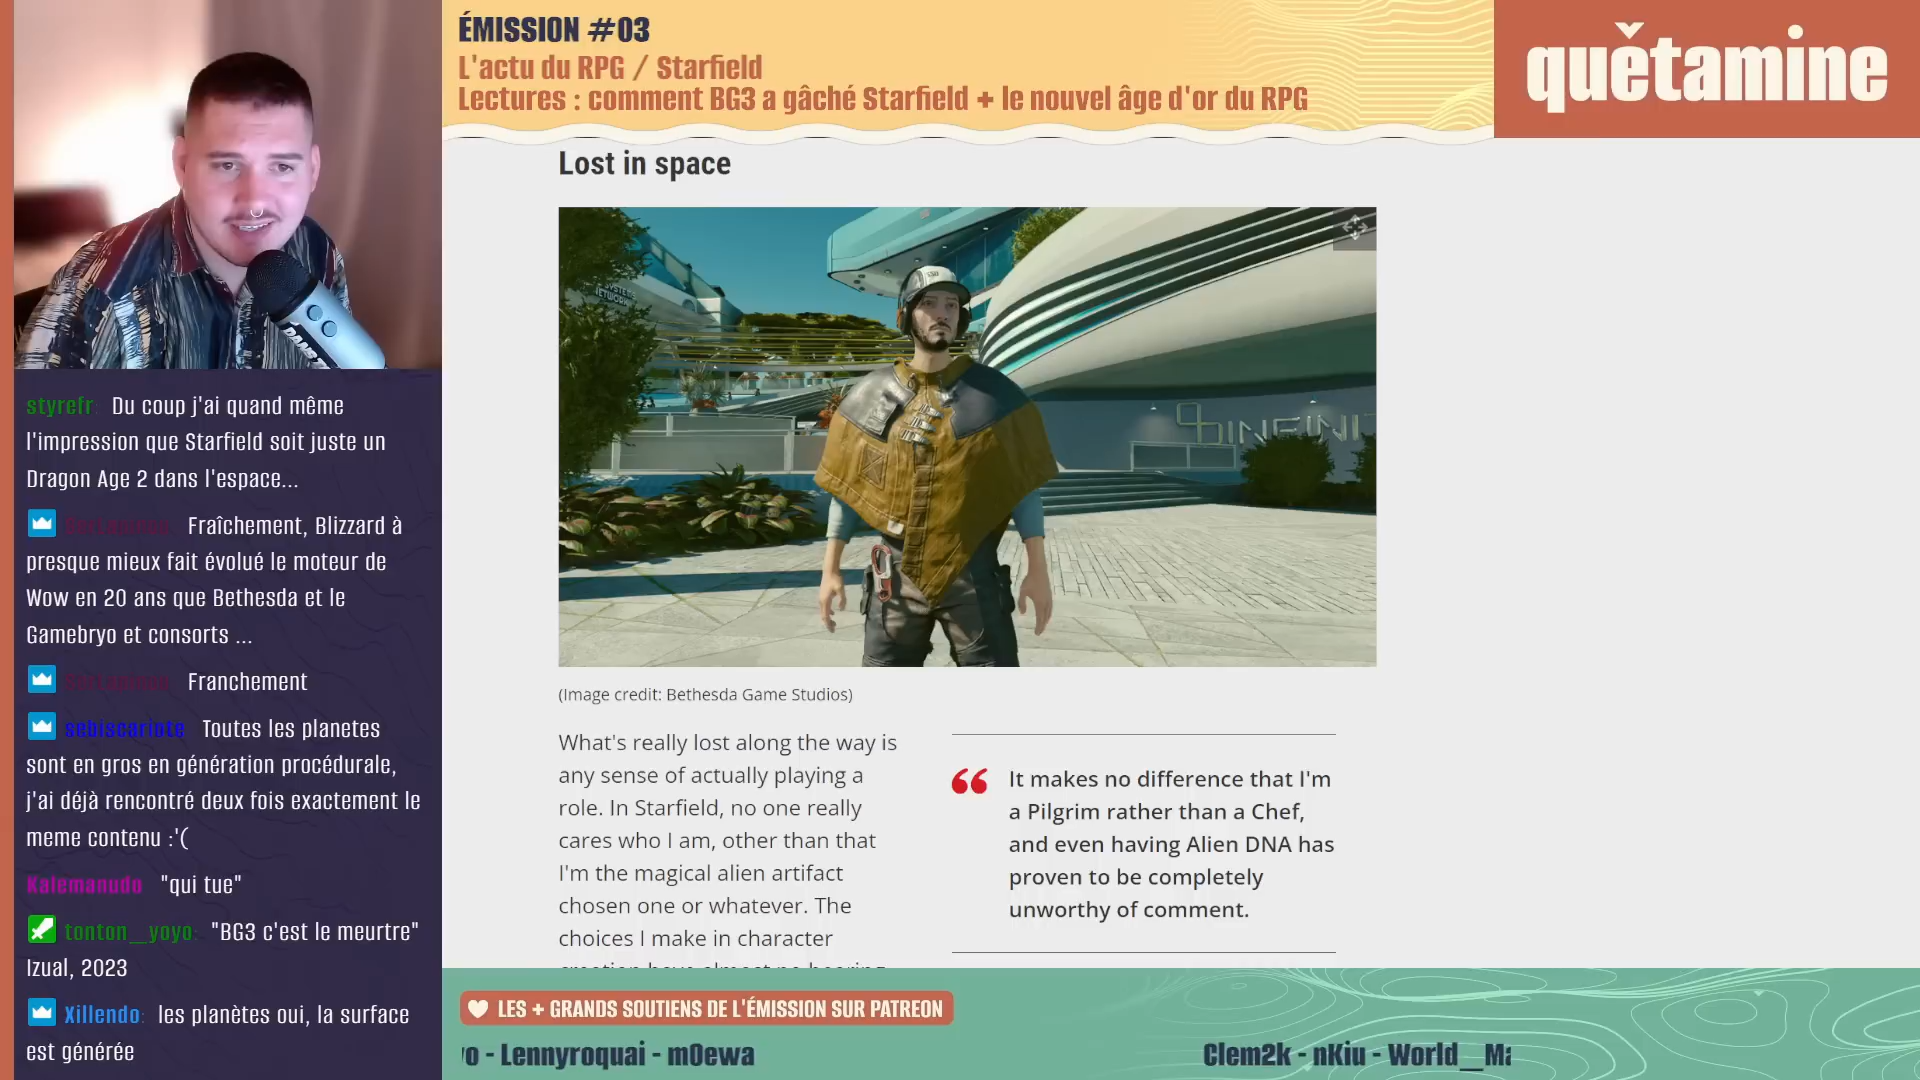 ÉMISSION #03
L'actu du RPG / Starfield
Lectures : comment BG3 a gâché Starfield + le nouvel âge d'or du RPG
quětamine
Lost in space
(Image credit: Bethesda Game Studios)
What's really lost along the way is
any sense of actually playing a
role. In Starfield, no one really
cares who I am, other than that
I'm the magical alien artifact
chosen one or whatever. The
choices I make in character
“ It makes no difference that I'm
a Pilgrim rather than a Chef,
and even having Alien DNA has
proven to be completely
unworthy of comment.
styrefr: Du coup j'ai quand même
l'impression que Starfield soit juste un
Dragon Age 2 dans l'espace...
Fraîchement, Blizzard à
presque mieux fait évolué le moteur de
Wow en 20 ans que Bethesda et le
Gamebryo et consorts ...
Franchement
sebiscariote Toutes les planetes
sont en gros en génération procédurale,
j'ai déjà rencontré deux fois exactement le
meme contenu :'(
Kalemanudo "qui tue"
tonton_yoyo: "BG3 c'est le meurtre"
Izual, 2023
Xillendo: les planètes oui, la surface
est générée
LES + GRANDS SOUTIENS DE L'ÉMISSION SUR PATREON
o - Lennyroquai - m0ewa
Clem2k - nKiu - World_Ma